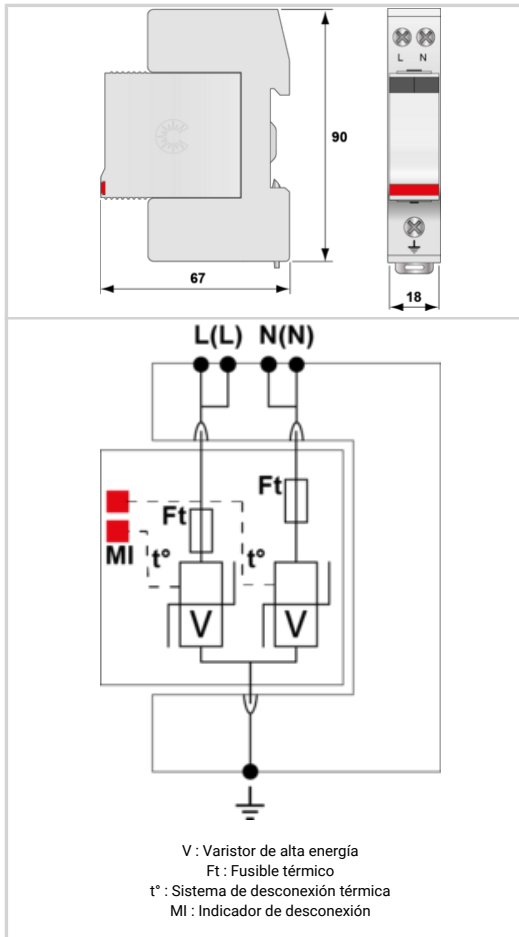 L N
90
67
18
L(L) N(N)
Ft
Ft
MI t° t°
V V
V : Varistor de alta energía
Ft : Fusible térmico
t° : Sistema de desconexión térmica
MI : Indicador de desconexión